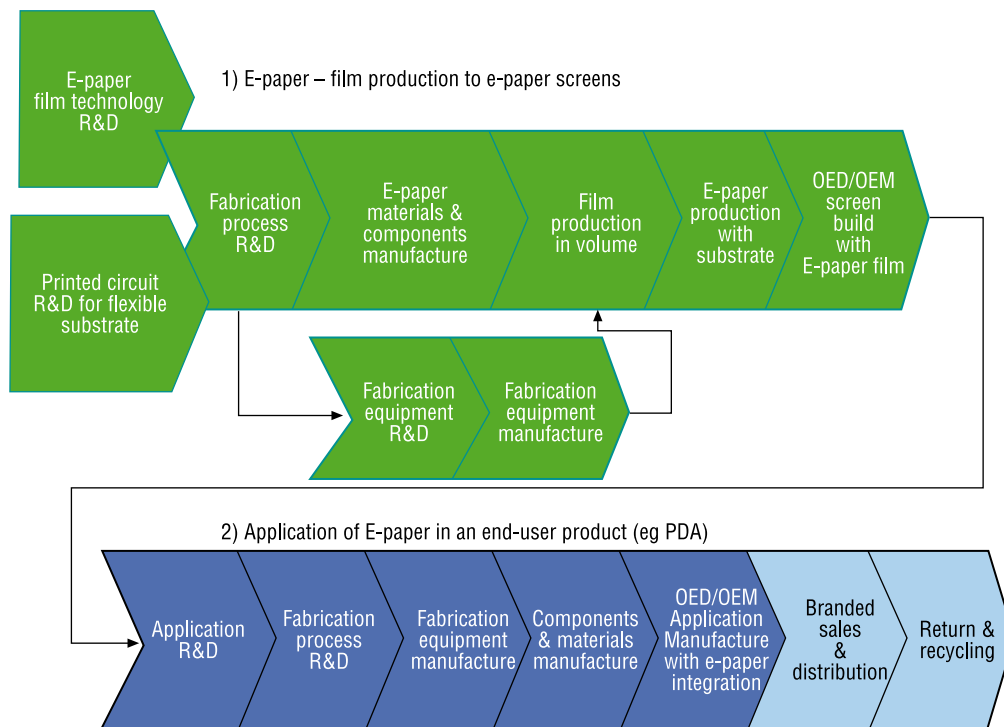 E-paper
film technology
R&D
1) E-paper – film production to e-paper screens
Printed circuit
R&D for flexible
substrate
Fabrication
process
R&D
E-paper
materials &
components
manufacture
Film
production
in volume
E-paper
production
with
substrate
OED/OEM
screen
build
with
E-paper film
Fabrication
equipment
R&D
Fabrication
equipment
manufacture
2) Application of E-paper in an end-user product (eg PDA)
Application
R&D
Fabrication
process
R&D
Fabrication
equipment
manufacture
Components
& materials
manufacture
OED/OEM
Application
Manufacture
with e-paper
integration
Branded
sales
&
distribution
Return &
recycling